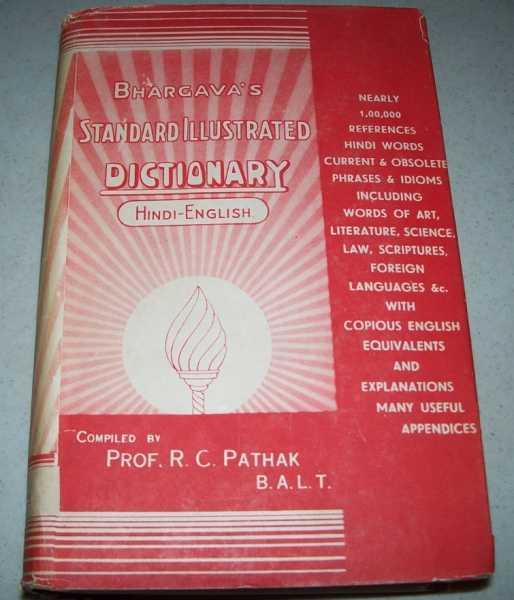 BHARGAVA'S
STANDARD ILLUSTRATED
DICTIONARY
HINDI-ENGLISH
COMPILED BY
PROF. R. C. PATHAK
B.A.L.T.
NEARLY
1,00,000
REFERENCES
HINDI WORDS
CURRENT & OBSOLETE
PHRASES & IDIOMS
INCLUDING
WORDS OF ART,
LITERATURE, SCIENCE,
LAW, SCRIPTURES,
FOREIGN
LANGUAGES &c.
WITH
COPIOUS ENGLISH
EQUIVALENTS
AND
EXPLANATIONS
MANY USEFUL
APPENDICES